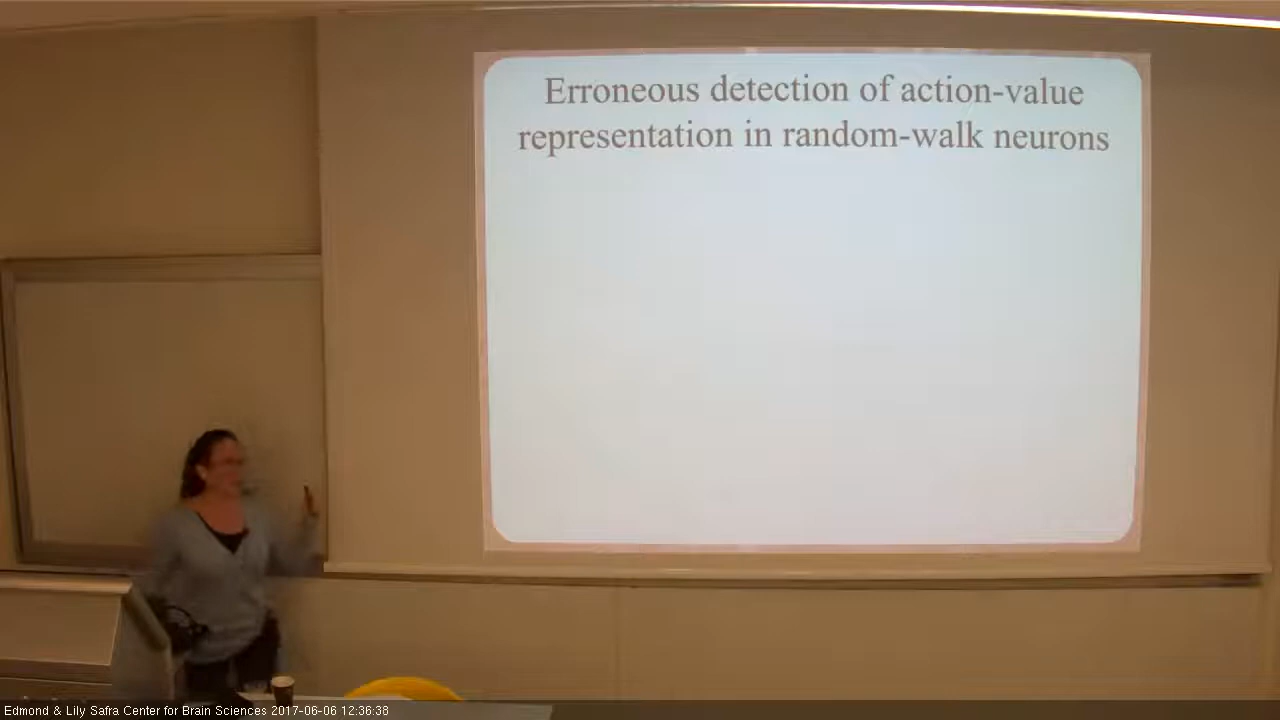 Erroneous detection of action-value
representation in random-walk neurons
Edmond & Lily Safra Center for Brain Sciences 2017-06-06 12:36:38